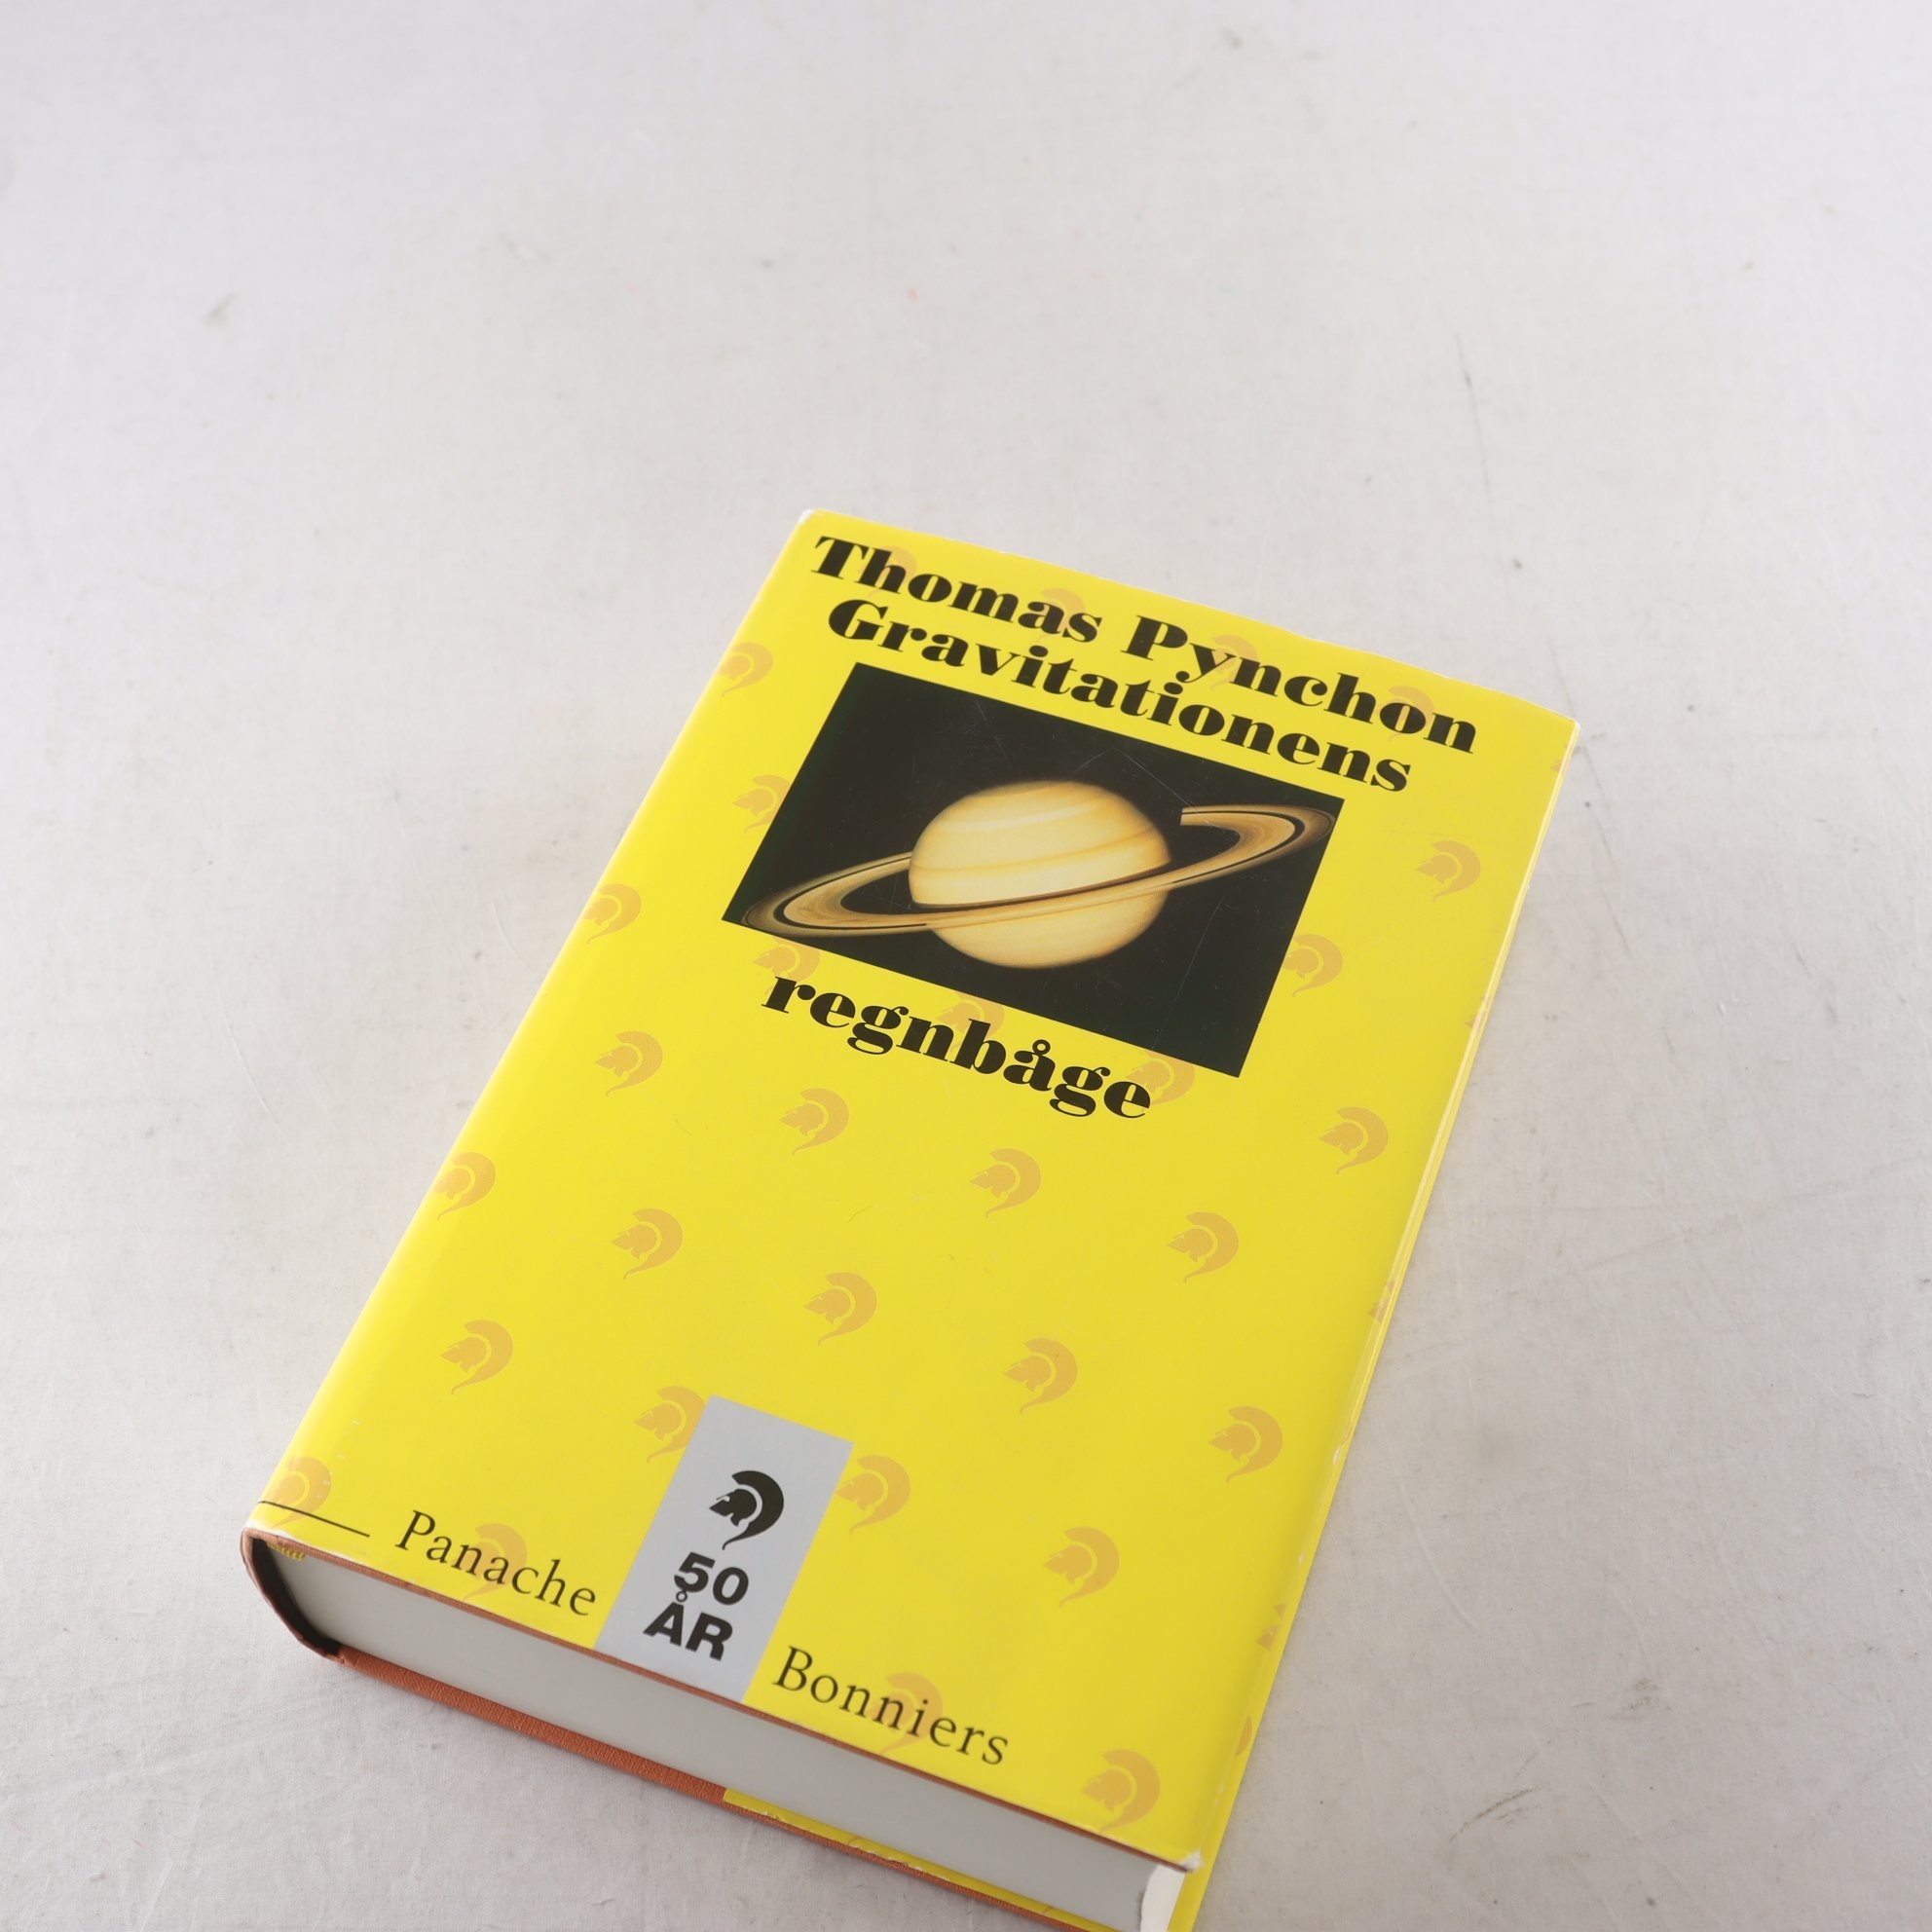 Thomas Pynchon
Gravitationens
regnbåge
50
ÅR
Panache
Bonniers